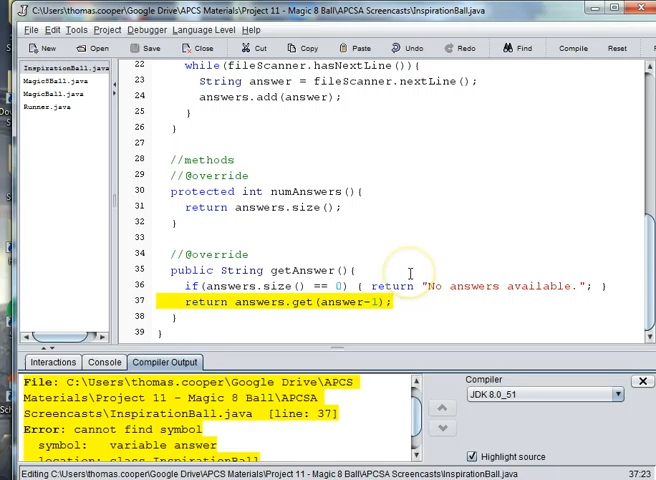 C:\Users\thomas.cooper\Google Drive\APCS Materials\Project 11 - Magic 8 Ball\APCSA Screencasts\InspirationBall.java
File Edit Tools Project Debugger Language Level Help
New Open Save Close Cut Copy Paste Undo Redo Find Compile Reset
InspirationBall.java
Magic8Ball.java
MagicBall.java
Runner.java
22 while(fileScanner.hasNextLine()){
23 String answer = fileScanner.nextLine();
24 answers.add(answer);
25 }
26 }
27
28 //methods
29 //@override
30 protected int numAnswers(){
31 return answers.size();
32 }
33
34 //@override
35 public String getAnswer(){
36 if(answers.size() == 0) { return "No answers available."; }
37 return answers.get(answer-1);
38 }
39 }
Interactions Console Compiler Output
File: C:\Users\thomas.cooper\Google Drive\APCS
Materials\Project 11 - Magic 8 Ball\APCSA
Screencasts\InspirationBall.java [line: 37]
Error: cannot find symbol
symbol: variable answer
location: class InspirationBall
Compiler
JDK 8.0_51
Highlight source
Editing C:\Users\thomas.cooper\Google Drive\APCS Materials\Project 11 - Magic 8 Ball\APCSA Screencasts\InspirationBall.java 37:23